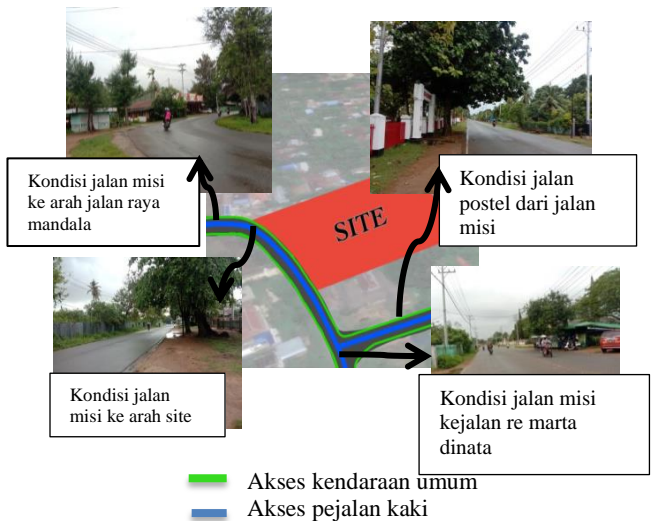 Kondisi jalan misi
ke arah jalan raya
mandala
Kondisi jalan
postel dari jalan
misi
SITE
Kondisi jalan
misi ke arah site
Kondisi jalan misi
kejalan re marta
dinata
Akses kendaraan umum
Akses pejalan kaki